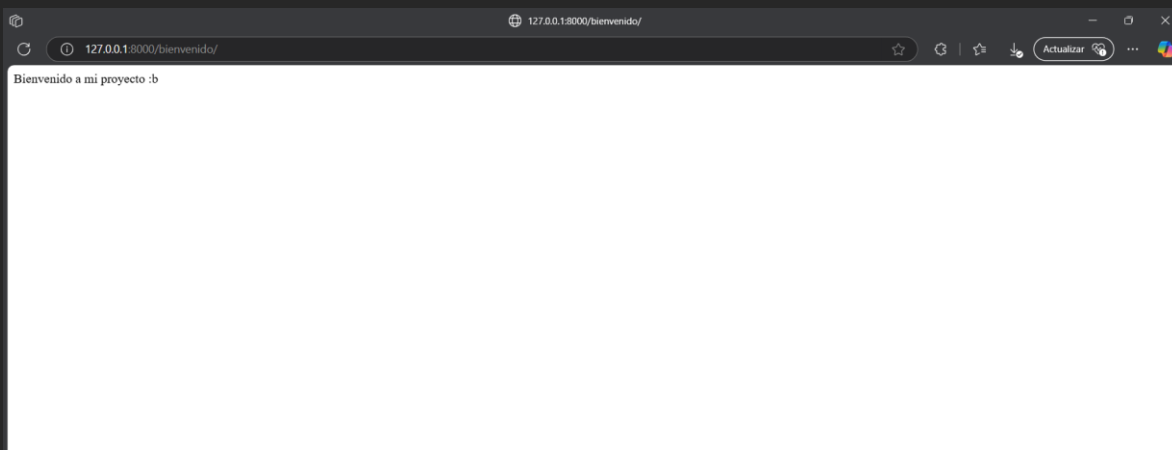 127.0.0.1:8000/bienvenido/
127.0.0.1:8000/bienvenido/
Actualizar
Bienvenido a mi proyecto :b